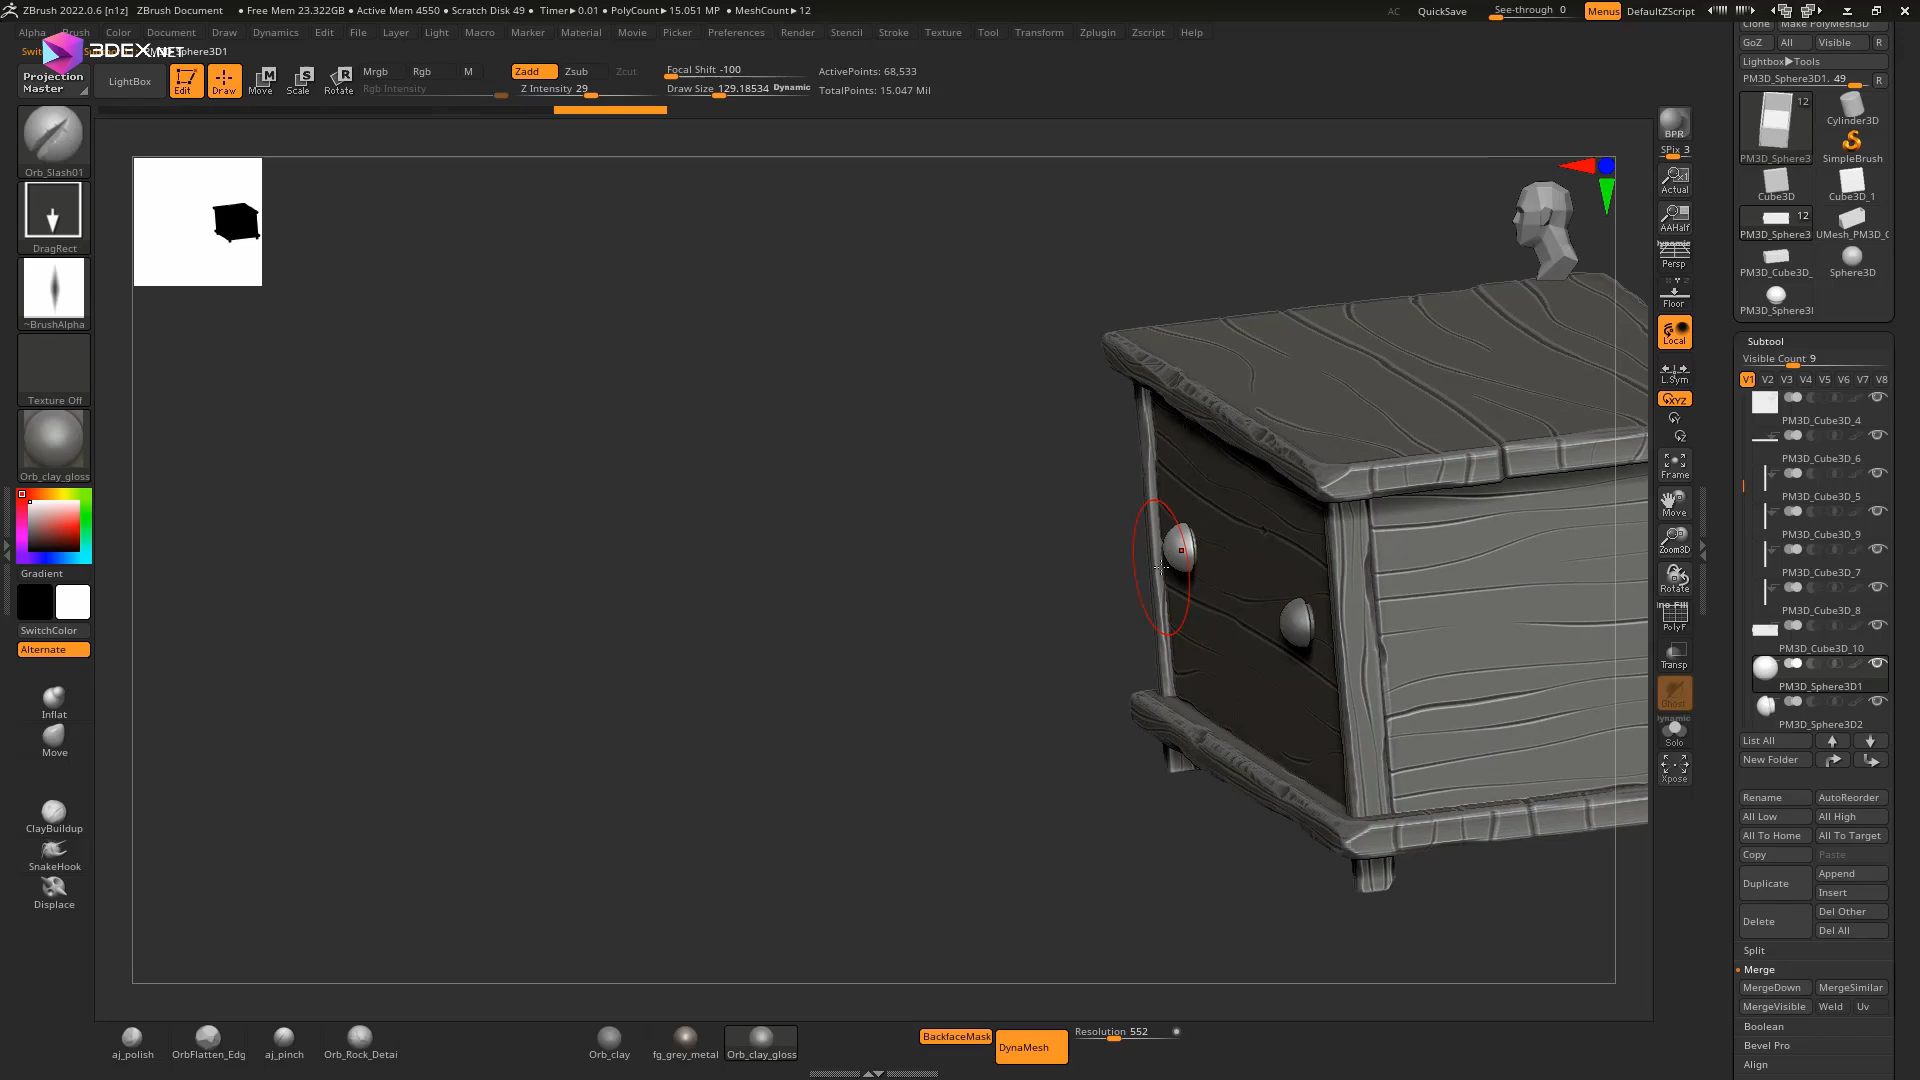 ZBrush 2022.0.6 [n1z] ZBrush Document • Free Mem 23.322GB • Active Mem 4550 • Scratch Disk 49 • Timer▸0.01 • PolyCount▸15.051 MP • MeshCount▸12 AC QuickSave See-through 0 Menus DefaultZScript
Alpha Brush Color Document Draw Dynamics Edit File Layer Light Macro Marker Material Movie Picker Preferences Render Stencil Stroke Texture Tool Transform Zplugin Zscript Help
3DEX.NET
Projection Master
LightBox
Edit
Draw
Move
Scale
Rotate
Mrgb Rgb M
Rgb Intensity
Zadd Zsub Zcut
Z Intensity 29
Focal Shift -100
Draw Size 129.18534 Dynamic
ActivePoints: 68,533
TotalPoints: 15.047 Mil
Orb_Slash01
DragRect
~BrushAlpha
Texture Off
Orb_clay_gloss
Gradient
SwitchColor
Alternate
Inflat
Move
ClayBuildup
SnakeHook
Displace
aj_polish
OrbFlatten_Edg
aj_pinch
Orb_Rock_Detai
Orb_clay
fg_grey_metal
Orb_clay_gloss
BackfaceMask
DynaMesh
Resolution 552
BPR
SPix 3
Actual
AAHalf
Dynamic
Persp
Floor
Local
L.Sym
XYZ
Frame
Move
Zoom3D
Rotate
PolyF
Transp
Ghost
Dynamic
Solo
Xpose
Clone Make PolyMesh3D
GoZ All Visible R
Lightbox▸Tools
PM3D_Sphere3D1. 49 R
12
PM3D_Sphere3
Cylinder3D
SimpleBrush
Cube3D
Cube3D_1
12
PM3D_Sphere3
UMesh_PM3D_C
PM3D_Cube3D_
Sphere3D
PM3D_Sphere3I
Subtool
Visible Count 9
V1 V2 V3 V4 V5 V6 V7 V8
PM3D_Cube3D_4
PM3D_Cube3D_6
PM3D_Cube3D_5
PM3D_Cube3D_9
PM3D_Cube3D_7
PM3D_Cube3D_8
PM3D_Cube3D_10
PM3D_Sphere3D1
PM3D_Sphere3D2
List All
New Folder
Rename AutoReorder
All Low All High
All To Home All To Target
Copy Paste
Duplicate Append
Insert
Delete Del Other
Del All
Split
Merge
MergeDown MergeSimilar
MergeVisible Weld Uv
Boolean
Bevel Pro
Align